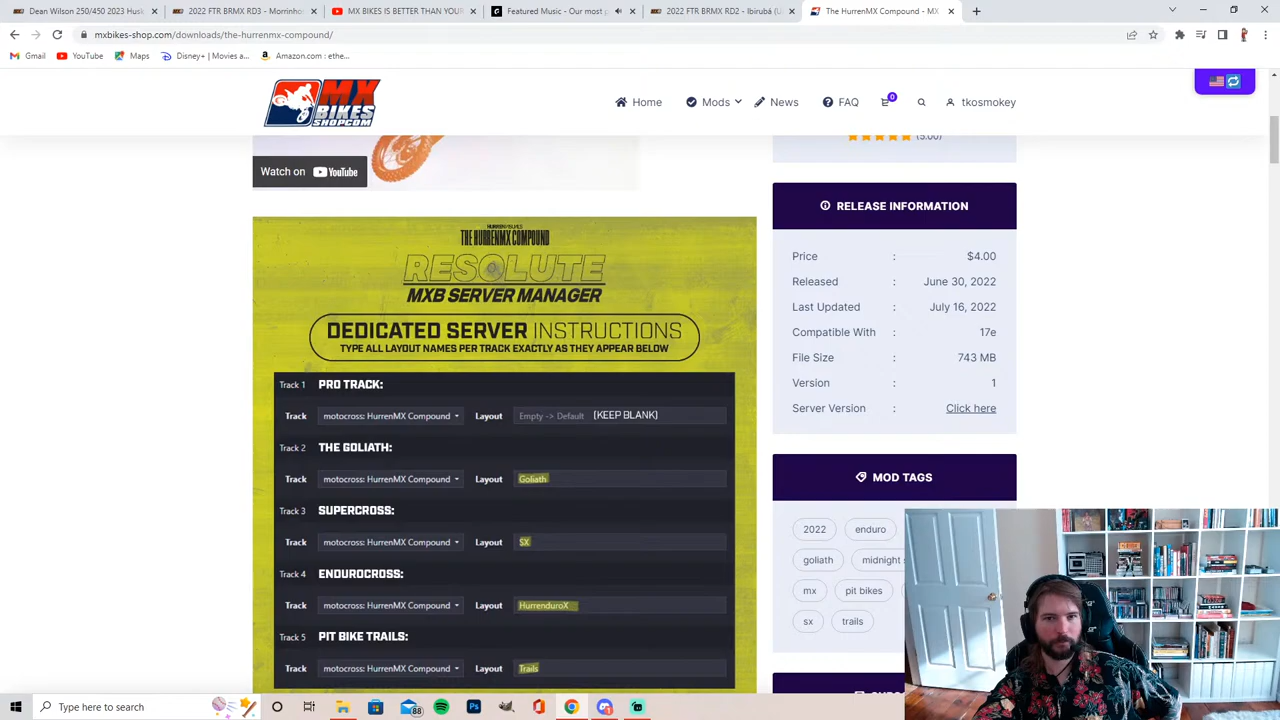 Dean Wilson 250/450 2023 Husk
2022 FTR BRMX RD3 - Morrinho
MX BIKES IS BETTER THAN YOUR
Featured Music - Our most p
2022 FTR BRMX RD2 - Ibirubá (U
The HurrenMX Compound - MX
mxbikes-shop.com/downloads/the-hurrenmx-compound/
Gmail YouTube Maps Disney+ | Movies a... Amazon.com : ethe...
MX BIKES SHOP.COM
Home Mods News FAQ 0 tkosmokey
(5.00)
Watch on YouTube
RELEASE INFORMATION
Price : $4.00
Released : June 30, 2022
Last Updated : July 16, 2022
Compatible With : 17e
File Size : 743 MB
Version : 1
Server Version : Click here
THE HURRENMX COMPOUND
RESOLUTE
MXB SERVER MANAGER
DEDICATED SERVER INSTRUCTIONS
TYPE ALL LAYOUT NAMES PER TRACK EXACTLY AS THEY APPEAR BELOW
Track 1 PRO TRACK:
Track motocross: HurrenMX Compound Layout Empty -> Default [KEEP BLANK]
Track 2 THE GOLIATH:
Track motocross: HurrenMX Compound Layout Goliath
Track 3 SUPERCROSS:
Track motocross: HurrenMX Compound Layout SX
Track 4 ENDUROCROSS:
Track motocross: HurrenMX Compound Layout HurrenduroX
Track 5 PIT BIKE TRAILS:
Track motocross: HurrenMX Compound Layout Trails
MOD TAGS
2022 enduro
goliath midnight s
mx pit bikes
sx trails
Type here to search
88